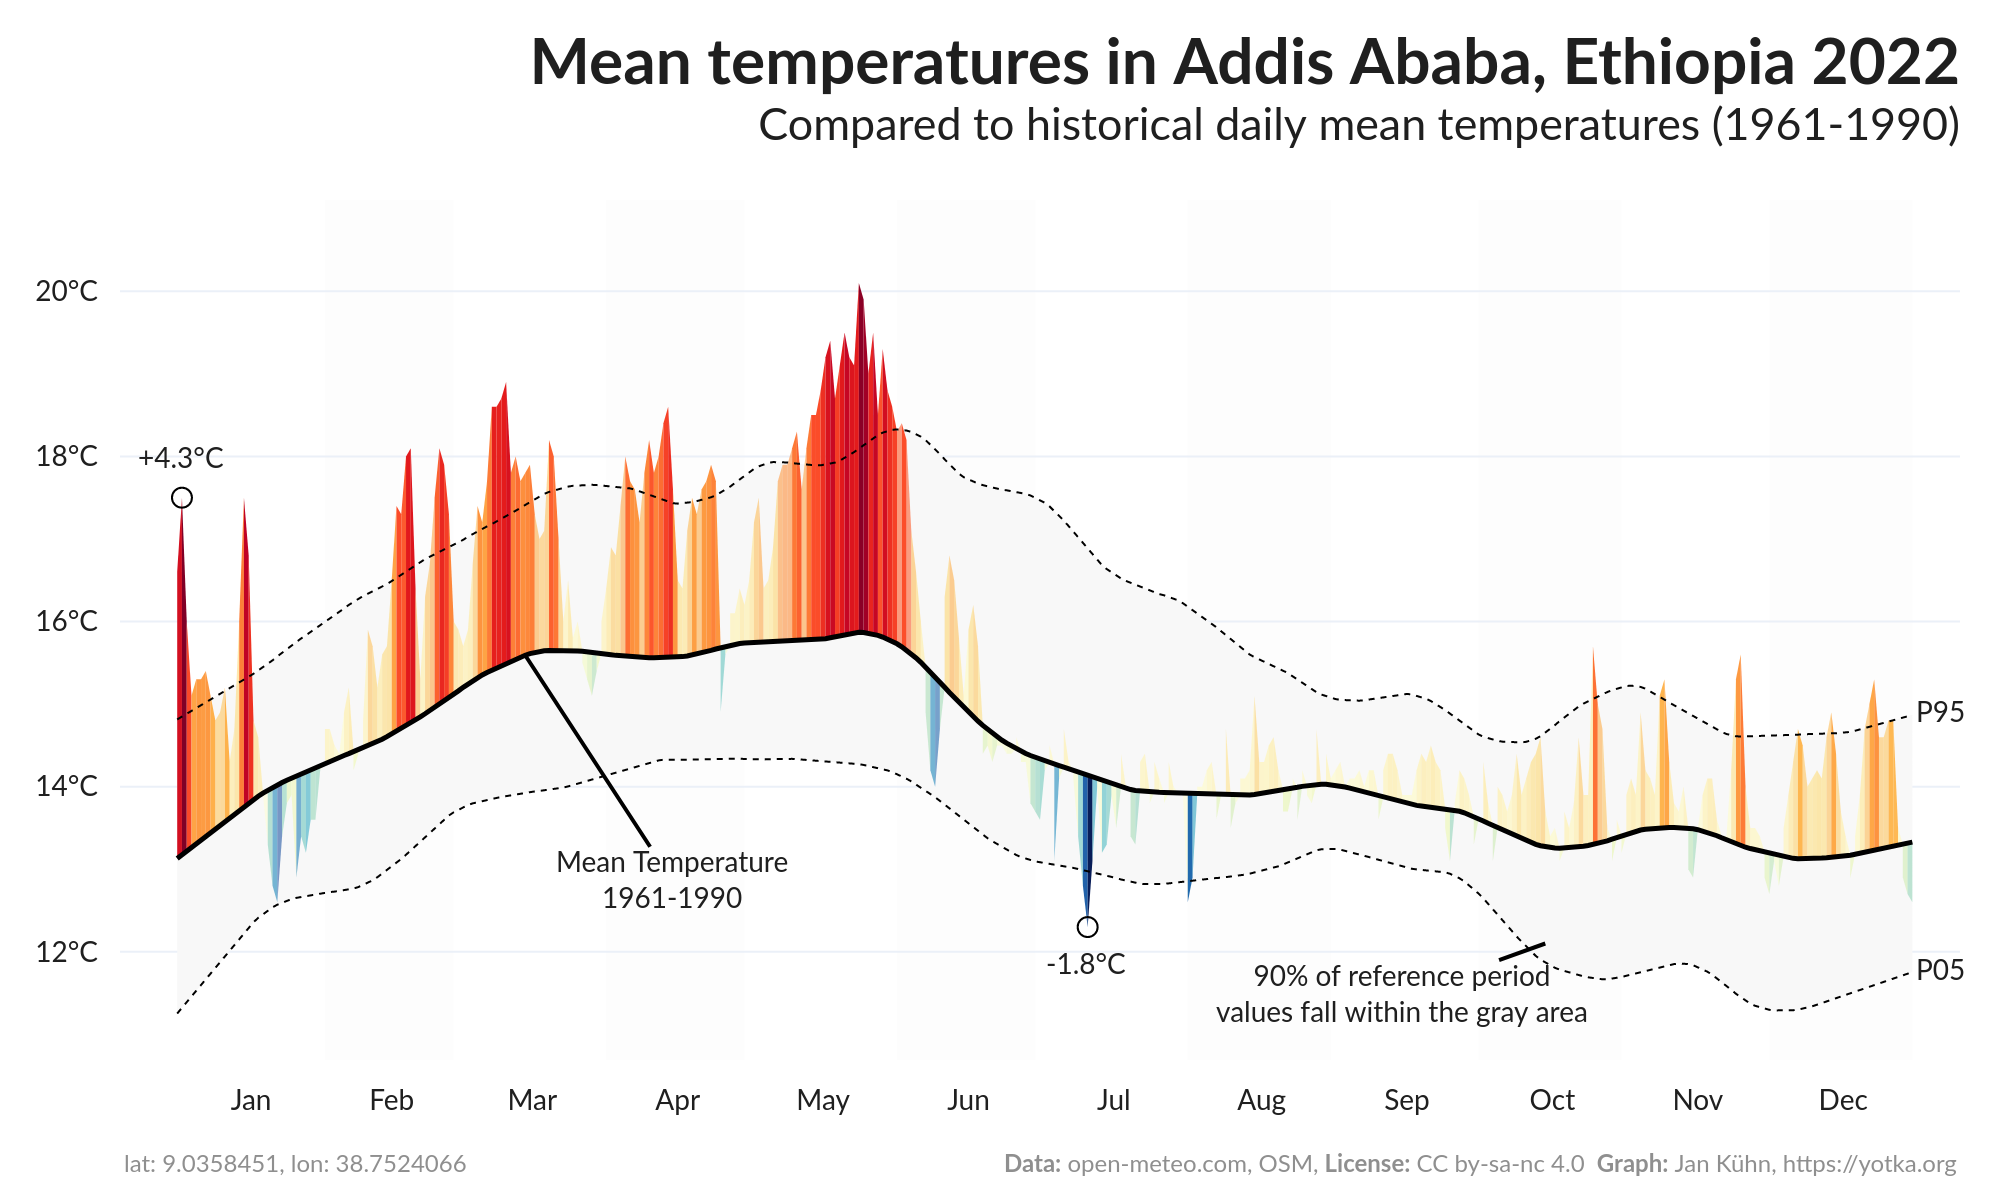 Mean temperatures in Addis Ababa, Ethiopia 2022
Compared to historical daily mean temperatures (1961-1990)
20°C
18°C
16°C
14°C
12°C
+4.3°C
-1.8°C
Mean Temperature
1961-1990
90% of reference period
values fall within the gray area
P95
P05
Jan Feb Mar Apr May Jun Jul Aug Sep Oct Nov Dec
lat: 9.0358451, lon: 38.7524066
Data: open-meteo.com, OSM, License: CC by-sa-nc 4.0 Graph: Jan Kühn, https://yotka.org